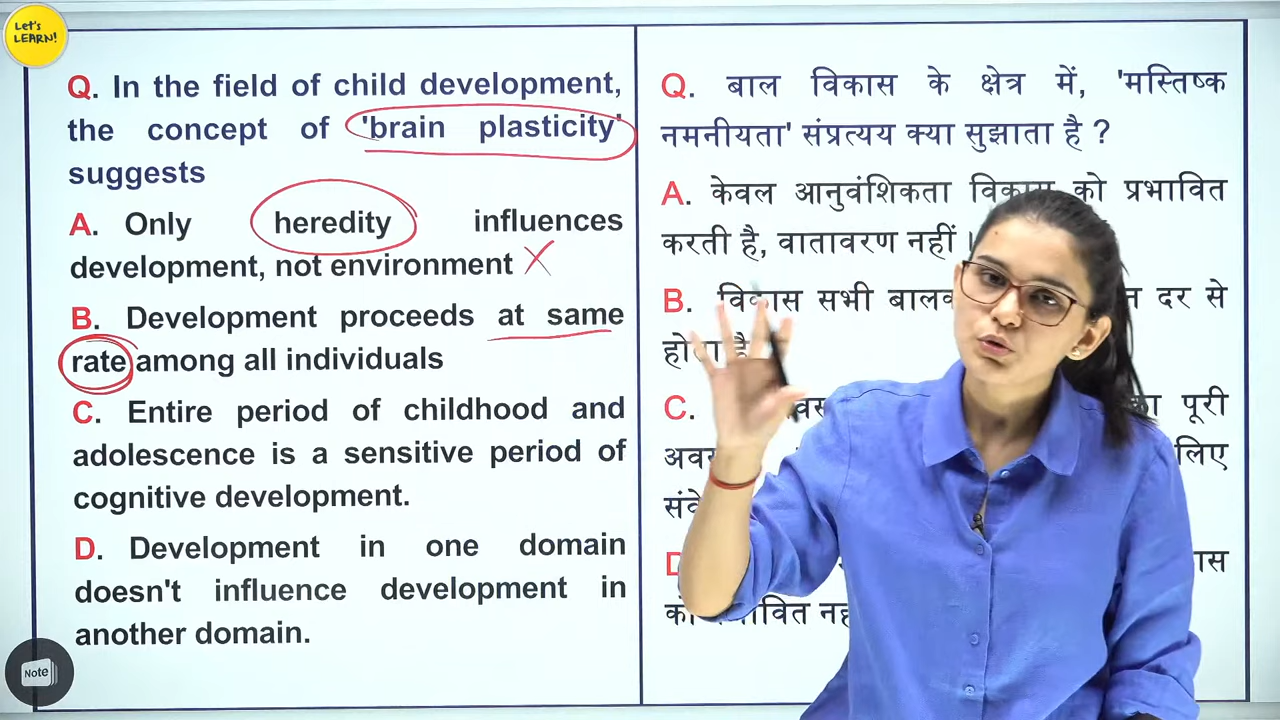 Let's
LEARN!
Q. In the field of child development,
the concept of 'brain plasticity'
suggests
A. Only heredity influences
development, not environment
B. Development proceeds at same
rate among all individuals
C. Entire period of childhood and
adolescence is a sensitive period of
cognitive development.
D. Development in one domain
doesn't influence development in
another domain.
Note
Q. बाल विकास के क्षेत्र में, 'मस्तिष्क
नमनीयता' संप्रत्यय क्या सुझाता है ?
A. केवल आनुवंशिकता विकास को प्रभावित
करती है, वातावरण नहीं ।
B. विकास सभी दर से
होता है
C. पूरी
लिए
D.